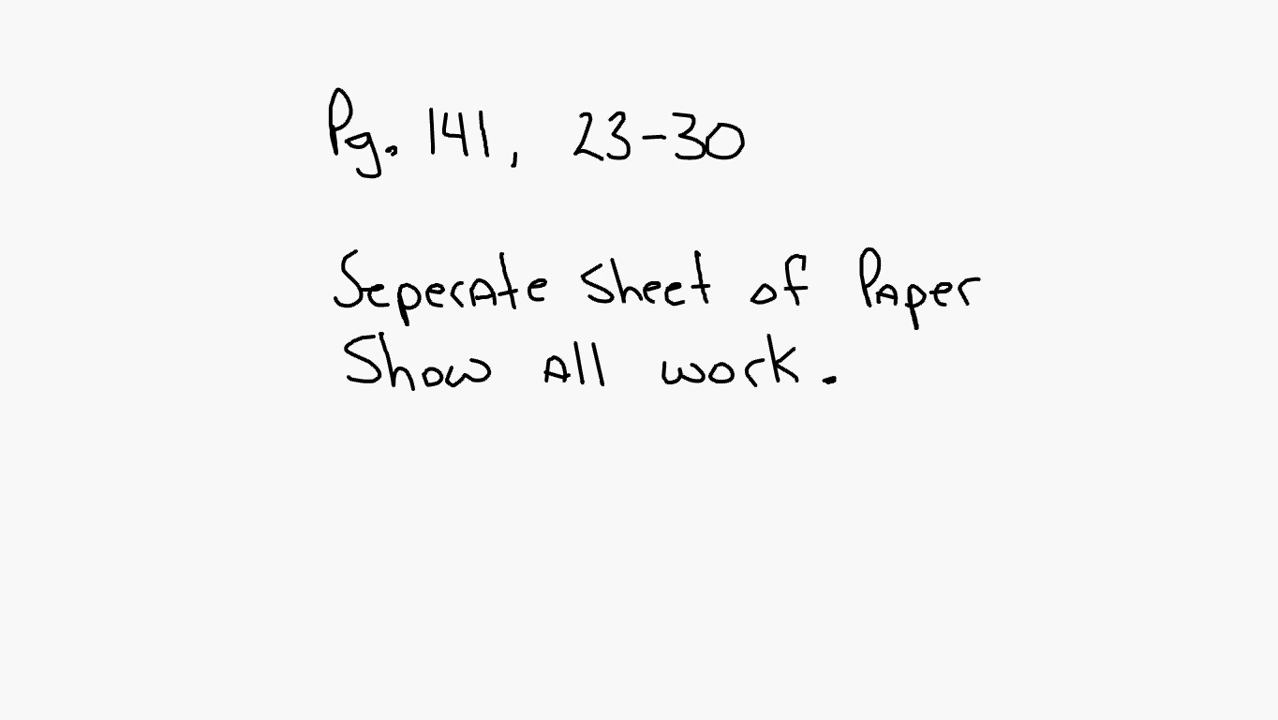 Pg. 141, 23-30
Seperate Sheet of Paper
Show All work.